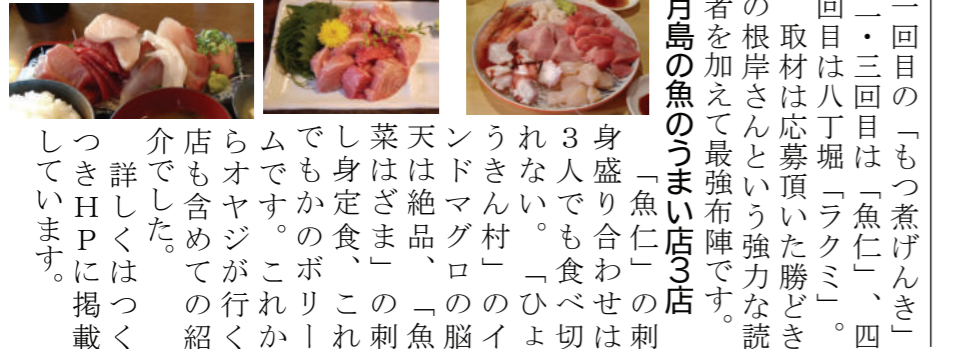 一回目の「もつ煮げんき」
二・三回目は「魚仁」、四
回目は八丁堀「ラクミ」。
取材は応募頂いた勝どき
の根岸さんという強力な読
者を加えて最強布陣です。
月島の魚のうまい店3店
「魚仁」の刺
身盛り合わせは
3人でも食べ切
れない。「ひょ
うきん村」のイ
ンドマグロの脳
天は絶品、「魚
菜はざま」の刺
し身定食、これ
でもかのボリー
ムです。これか
らオヤジが行く
店も含めての紹
介でした。
詳しくはつく
つきHPに掲載
しています。